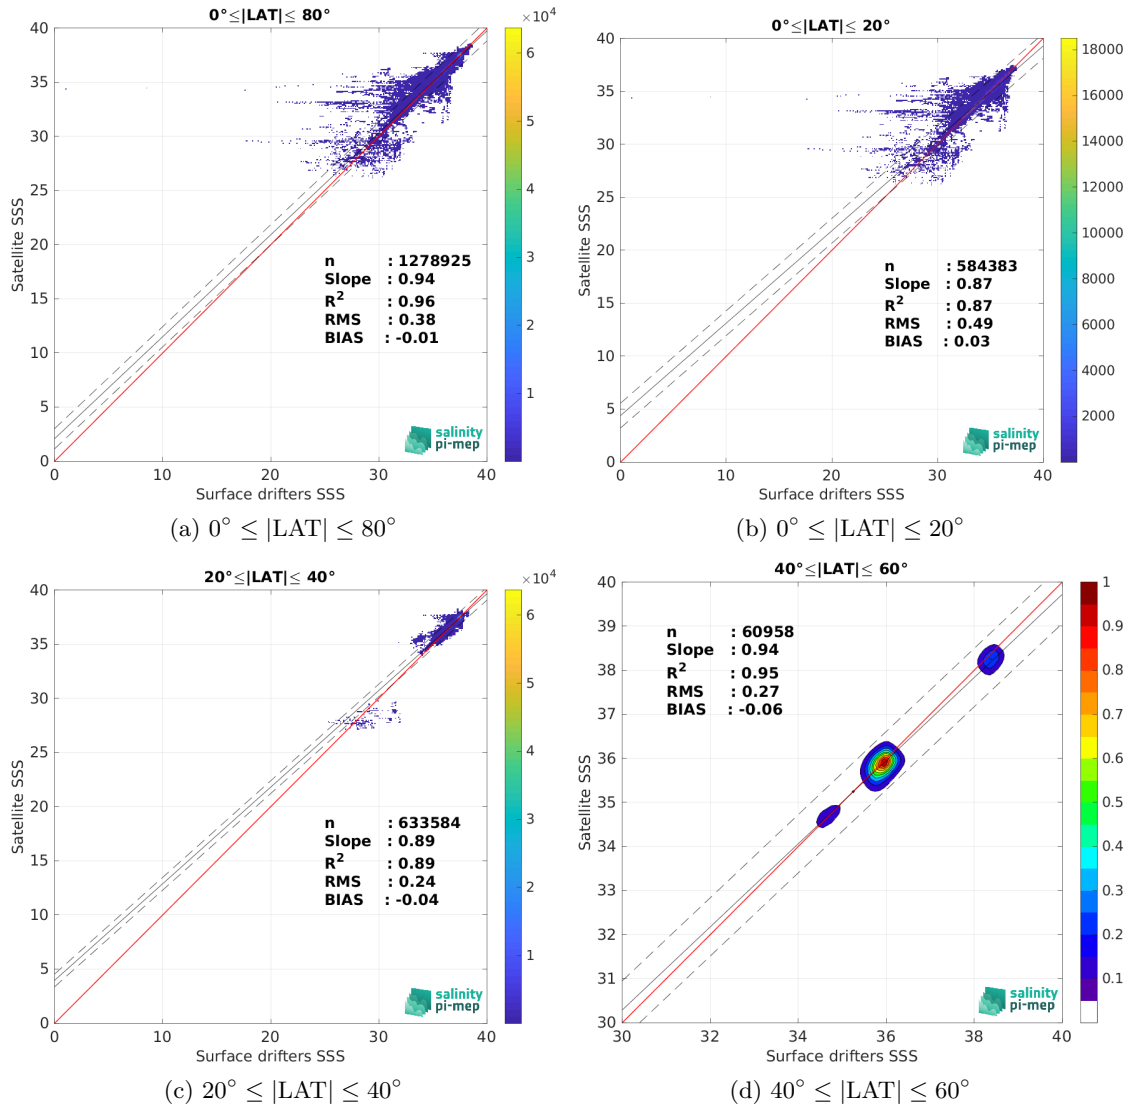 0°≤|LAT|≤ 80°
×10⁴
40
35
30
25
20
15
10
5
0
Satellite SSS
n : 1278925
Slope : 0.94
R² : 0.96
RMS : 0.38
BIAS : -0.01
salinity
pi-mep
0 10 20 30 40
Surface drifters SSS
6
5
4
3
2
1
(a) 0° ≤ |LAT| ≤ 80°
0°≤|LAT|≤ 20°
40
35
30
25
20
15
10
5
0
Satellite SSS
n : 584383
Slope : 0.87
R² : 0.87
RMS : 0.49
BIAS : 0.03
salinity
pi-mep
0 10 20 30 40
Surface drifters SSS
18000
16000
14000
12000
10000
8000
6000
4000
2000
(b) 0° ≤ |LAT| ≤ 20°
20°≤|LAT|≤ 40°
×10⁴
40
35
30
25
20
15
10
5
0
Satellite SSS
n : 633584
Slope : 0.89
R² : 0.89
RMS : 0.24
BIAS : -0.04
salinity
pi-mep
0 10 20 30 40
Surface drifters SSS
6
5
4
3
2
1
(c) 20° ≤ |LAT| ≤ 40°
40°≤|LAT|≤ 60°
40
39
38
37
36
35
34
33
32
31
30
Satellite SSS
n : 60958
Slope : 0.94
R² : 0.95
RMS : 0.27
BIAS : -0.06
salinity
pi-mep
30 32 34 36 38 40
Surface drifters SSS
1
0.9
0.8
0.7
0.6
0.5
0.4
0.3
0.2
0.1
(d) 40° ≤ |LAT| ≤ 60°